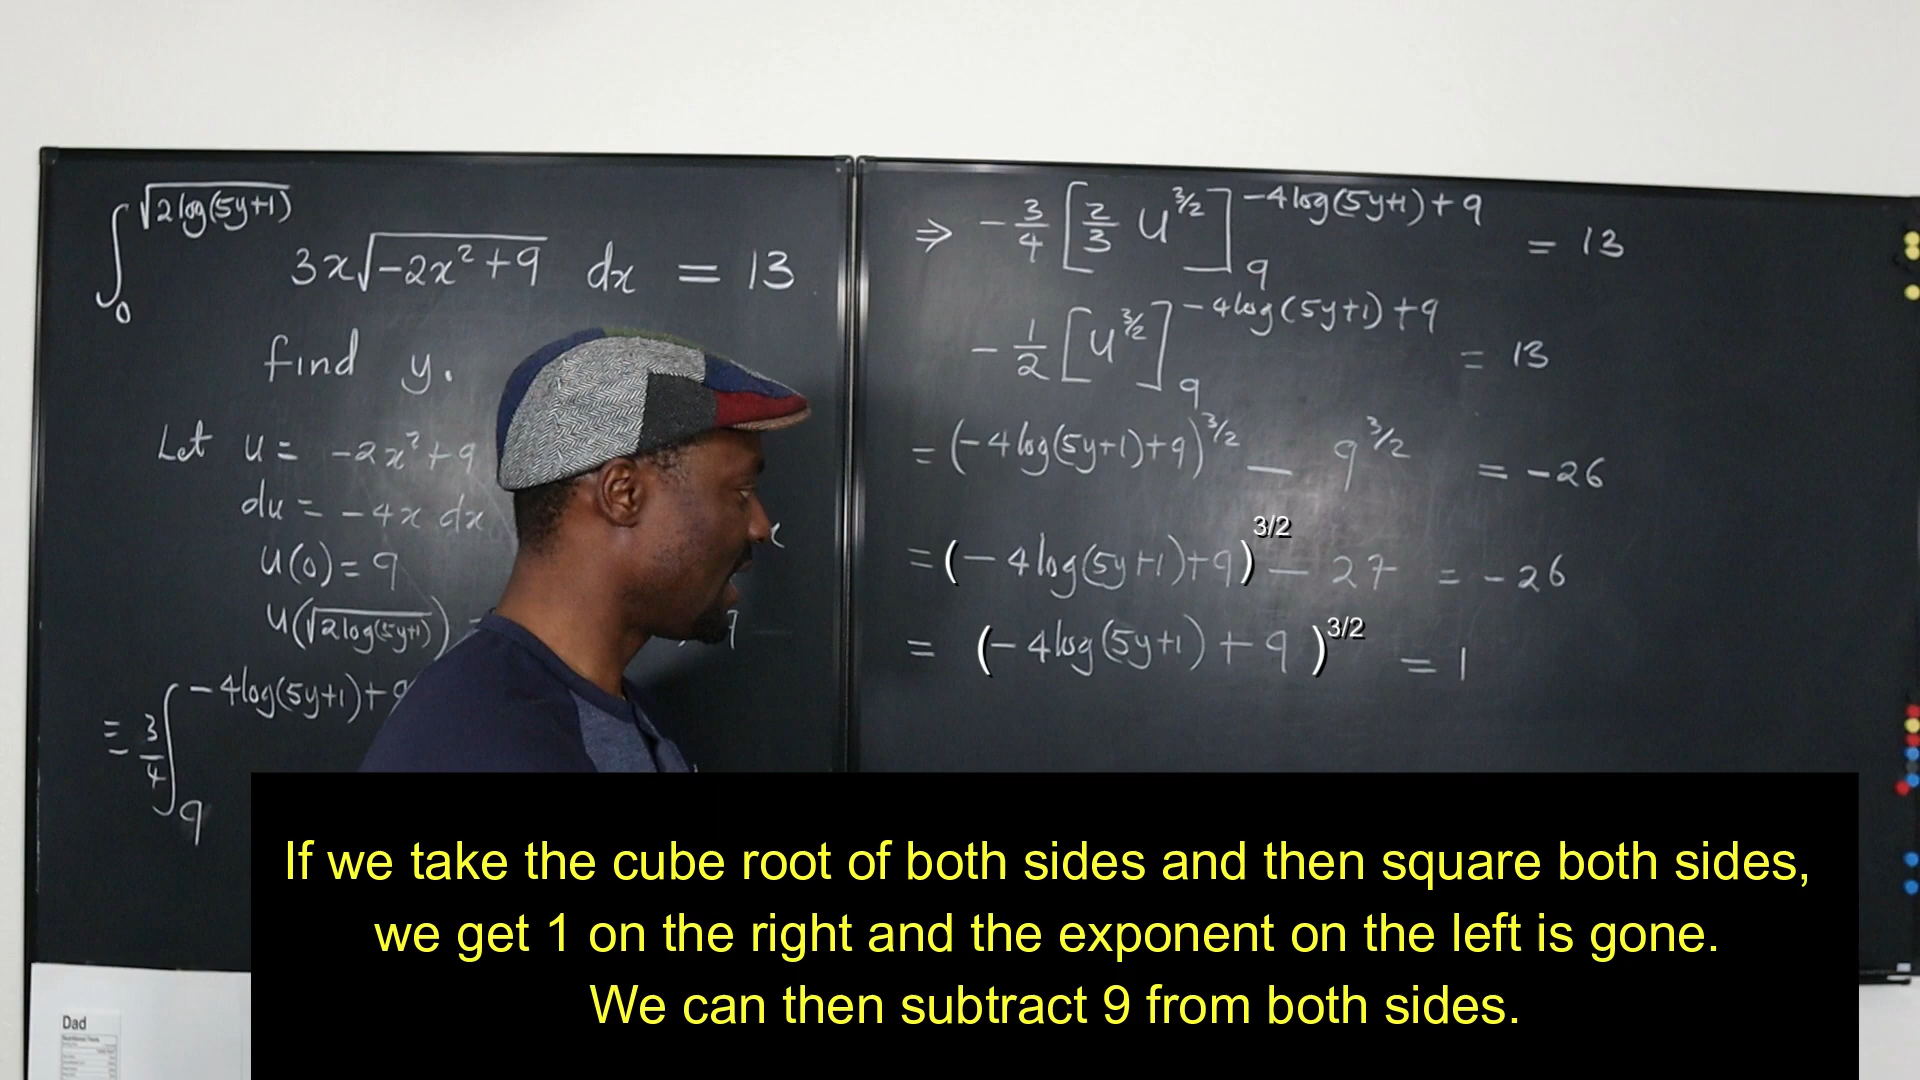 ∫₀^√(2log(5y+1)) 3x√(-2x²+9) dx = 13
find y.
Let u = -2x²+9
du = -4x dx
u(0) = 9
u(√(2log(5y+1))) =
= 3/4 ∫₉^-4log(5y+1)+9
⇒ -3/4 [2/3 u^3/2]₉^-4log(5y+1)+9 = 13
-1/2 [u^3/2]₉^-4log(5y+1)+9 = 13
= (-4log(5y+1)+9)^3/2 - 9^3/2 = -26
= (-4log(5y+1)+9)^3/2 - 27 = -26
= (-4log(5y+1)+9)^3/2 = 1
If we take the cube root of both sides and then square both sides,
we get 1 on the right and the exponent on the left is gone.
We can then subtract 9 from both sides.
Dad